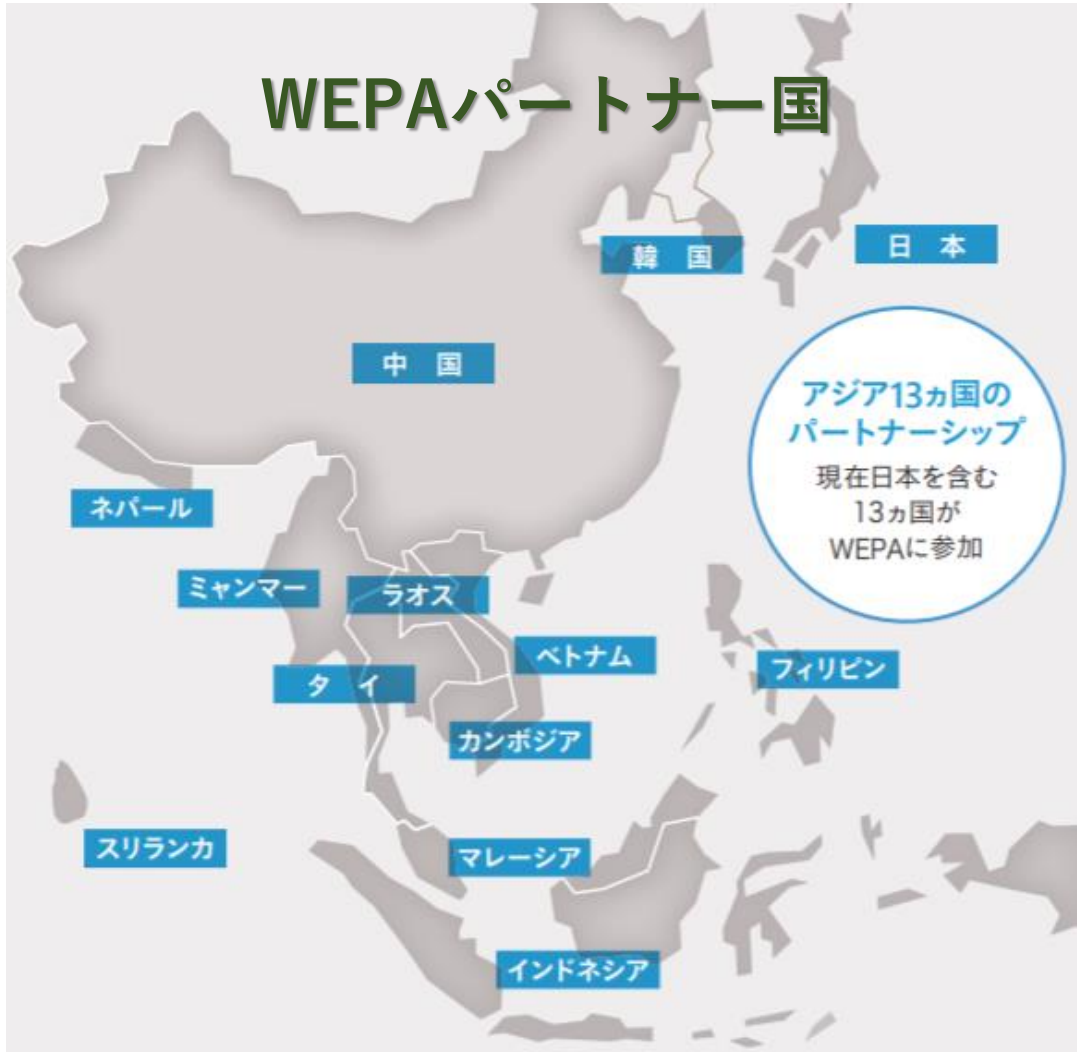 WEPAパートナー国
韓 国
日 本
中 国
アジア13ヵ国の
パートナーシップ
現在日本を含む
13ヵ国が
WEPAに参加
ネパール
ミャンマー
ラオス
ベトナム
フィリピン
タ イ
カンボジア
スリランカ
マレーシア
インドネシア